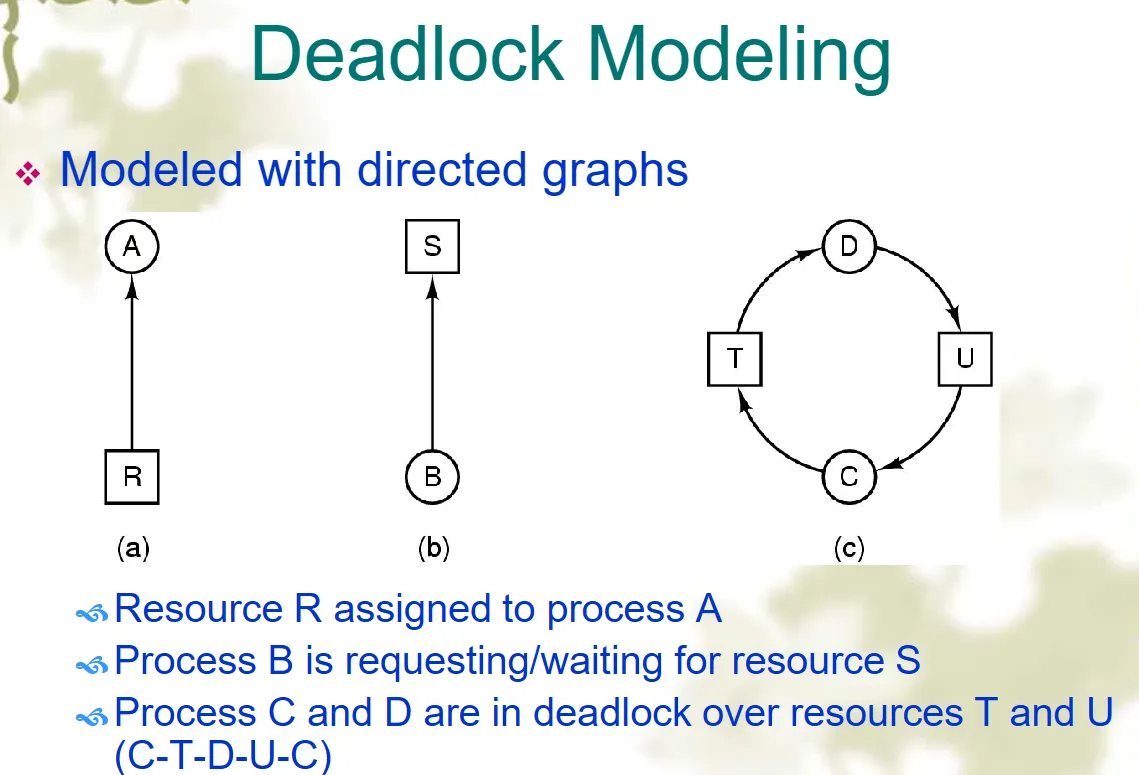 Deadlock Modeling
Modeled with directed graphs
A
S
D
T
U
R
B
C
(a)
(b)
(c)
Resource R assigned to process A
Process B is requesting/waiting for resource S
Process C and D are in deadlock over resources T and U
(C-T-D-U-C)